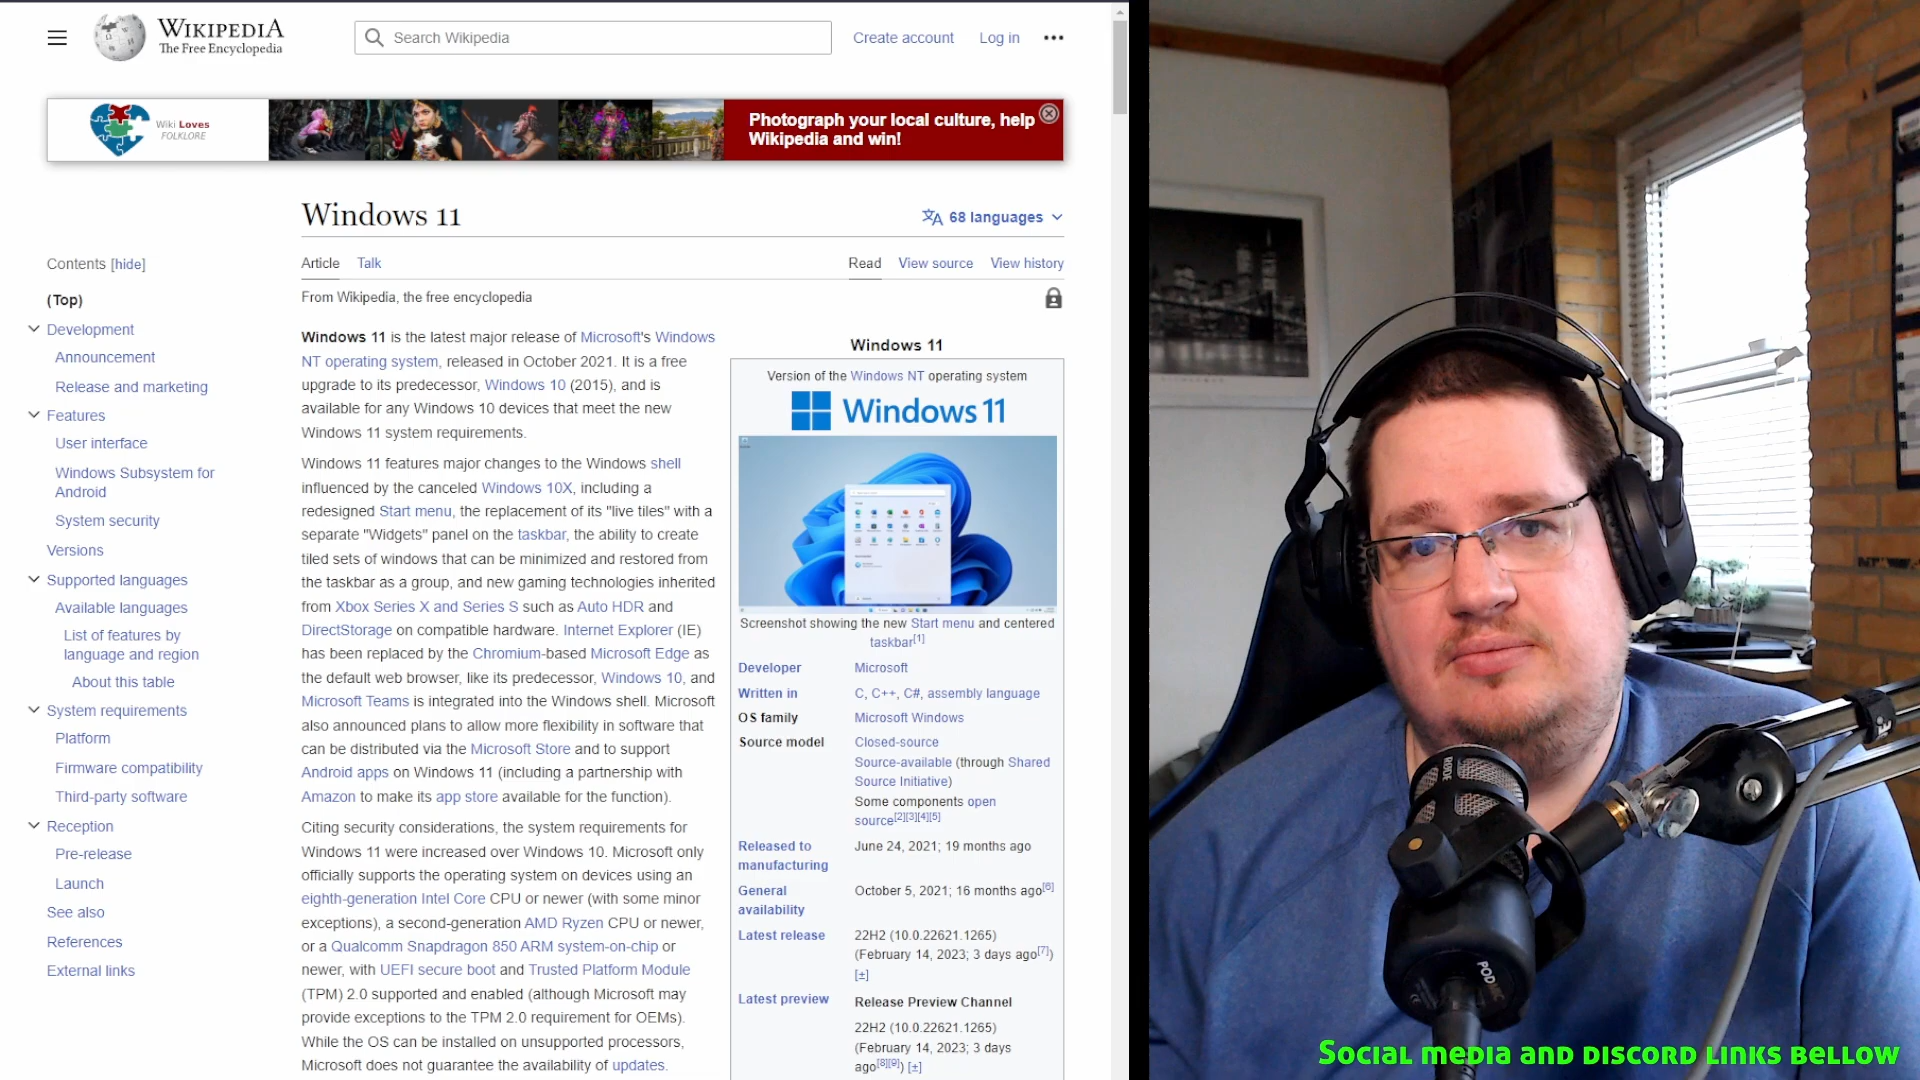 WIKIPEDIA
The Free Encyclopedia
Search Wikipedia
Create account
Log in
Wiki Loves
FOLKLORE
Photograph your local culture, help
Wikipedia and win!
Windows 11
68 languages
Contents [hide]
(Top)
Development
Announcement
Release and marketing
Features
User interface
Windows Subsystem for
Android
System security
Versions
Supported languages
Available languages
List of features by
language and region
About this table
System requirements
Platform
Firmware compatibility
Third-party software
Reception
Pre-release
Launch
See also
References
External links
Article Talk
Read View source View history
From Wikipedia, the free encyclopedia
Windows 11 is the latest major release of Microsoft's Windows
NT operating system, released in October 2021. It is a free
upgrade to its predecessor, Windows 10 (2015), and is
available for any Windows 10 devices that meet the new
Windows 11 system requirements.
Windows 11 features major changes to the Windows shell
influenced by the canceled Windows 10X, including a
redesigned Start menu, the replacement of its "live tiles" with a
separate "Widgets" panel on the taskbar, the ability to create
tiled sets of windows that can be minimized and restored from
the taskbar as a group, and new gaming technologies inherited
from Xbox Series X and Series S such as Auto HDR and
DirectStorage on compatible hardware. Internet Explorer (IE)
has been replaced by the Chromium-based Microsoft Edge as
the default web browser, like its predecessor, Windows 10, and
Microsoft Teams is integrated into the Windows shell. Microsoft
also announced plans to allow more flexibility in software that
can be distributed via the Microsoft Store and to support
Android apps on Windows 11 (including a partnership with
Amazon to make its app store available for the function).
Citing security considerations, the system requirements for
Windows 11 were increased over Windows 10. Microsoft only
officially supports the operating system on devices using an
eighth-generation Intel Core CPU or newer (with some minor
exceptions), a second-generation AMD Ryzen CPU or newer,
or a Qualcomm Snapdragon 850 ARM system-on-chip or
newer, with UEFI secure boot and Trusted Platform Module
(TPM) 2.0 supported and enabled (although Microsoft may
provide exceptions to the TPM 2.0 requirement for OEMs).
While the OS can be installed on unsupported processors,
Microsoft does not guarantee the availability of updates.
Windows 11
Version of the Windows NT operating system
Windows 11
Screenshot showing the new Start menu and centered
taskbar[1]
Developer Microsoft
Written in C, C++, C#, assembly language
OS family Microsoft Windows
Source model Closed-source
Source-available (through Shared
Source Initiative)
Some components open
source[2][3][4][5]
Released to June 24, 2021; 19 months ago
manufacturing
General October 5, 2021; 16 months ago[6]
availability
Latest release 22H2 (10.0.22621.1265)
(February 14, 2023; 3 days ago[7])
[±]
Latest preview Release Preview Channel
22H2 (10.0.22621.1265)
(February 14, 2023; 3 days
ago[8][9]) [±]
RØDE
Social media and discord links bellow